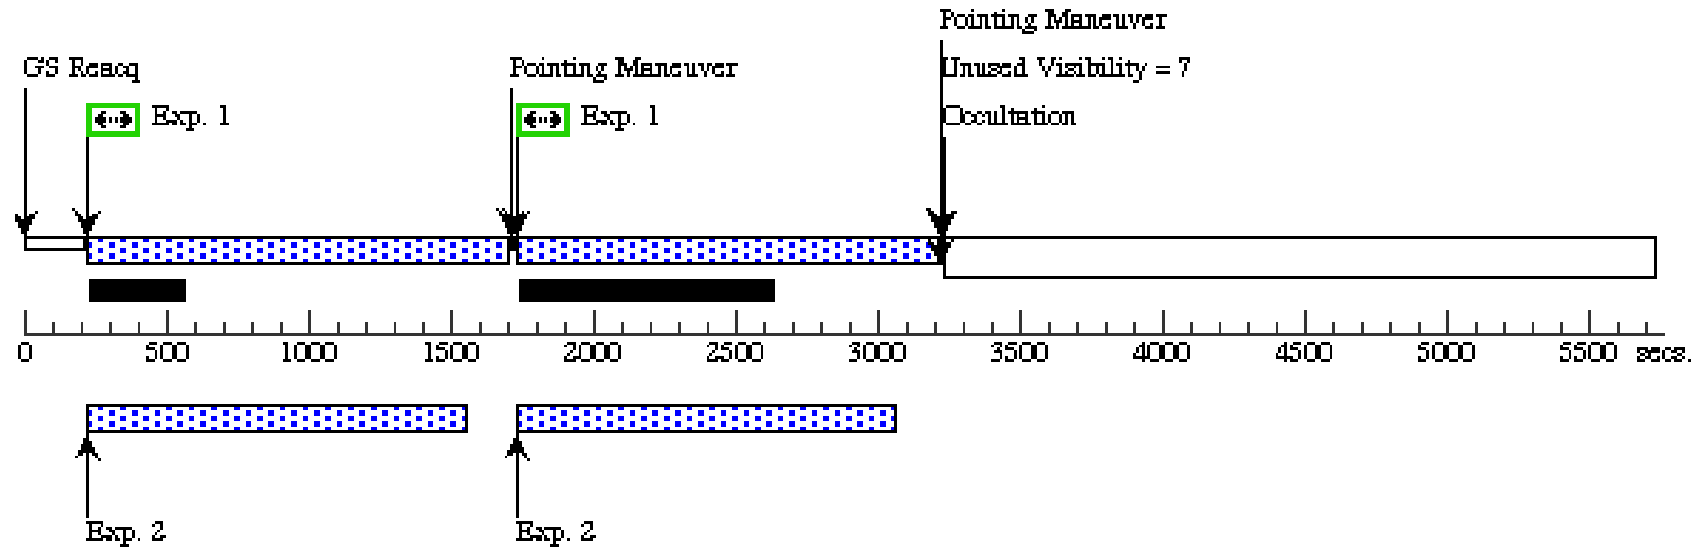 Pointing Maneuver
GS Reacq
Pointing Maneuver
Unused Visibility = 7
Exp. 1
Exp. 1
Occultation
0 500 1000 1500 2000 2500 3000 3500 4000 4500 5000 5500 secs.
Exp. 2
Exp. 2